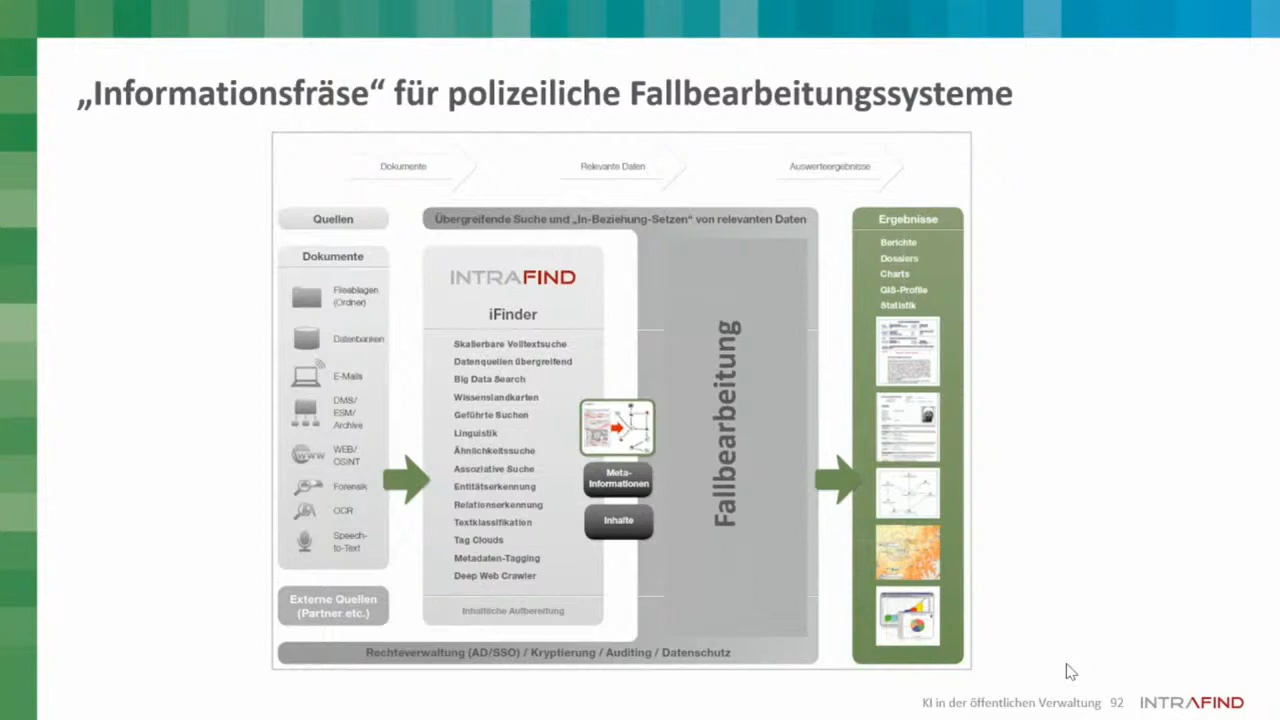 „Informationsfräse“ für polizeiliche Fallbearbeitungssysteme
Dokumente
Relevante Daten
Auswerteergebnisse
Quellen
Dokumente
Fileablagen
(Ordner)
Datenbanken
E-Mails
DMS/
ESM/
Archive
WEB/
OSINT
WWW
Forensik
OCR
Speech-
to-Text
Externe Quellen
(Partner etc.)
Übergreifende Suche und „In-Beziehung-Setzen“ von relevanten Daten
INTRAFIND
iFinder
Skalierbare Volltextsuche
Datenquellen übergreifend
Big Data Search
Wissenslandkarten
Geführte Suchen
Linguistik
Ähnlichkeitssuche
Assoziative Suche
Entitätserkennung
Relationserkennung
Textklassifikation
Tag Clouds
Metadaten-Tagging
Deep Web Crawler
Inhaltliche Aufbereitung
Meta-
Informationen
Inhalte
Fallbearbeitung
Rechteverwaltung (AD/SSO) / Kryptierung / Auditing / Datenschutz
Ergebnisse
Berichte
Dossiers
Charts
GIS-Profile
Statistik
KI in der öffentlichen Verwaltung 92 INTRAFIND